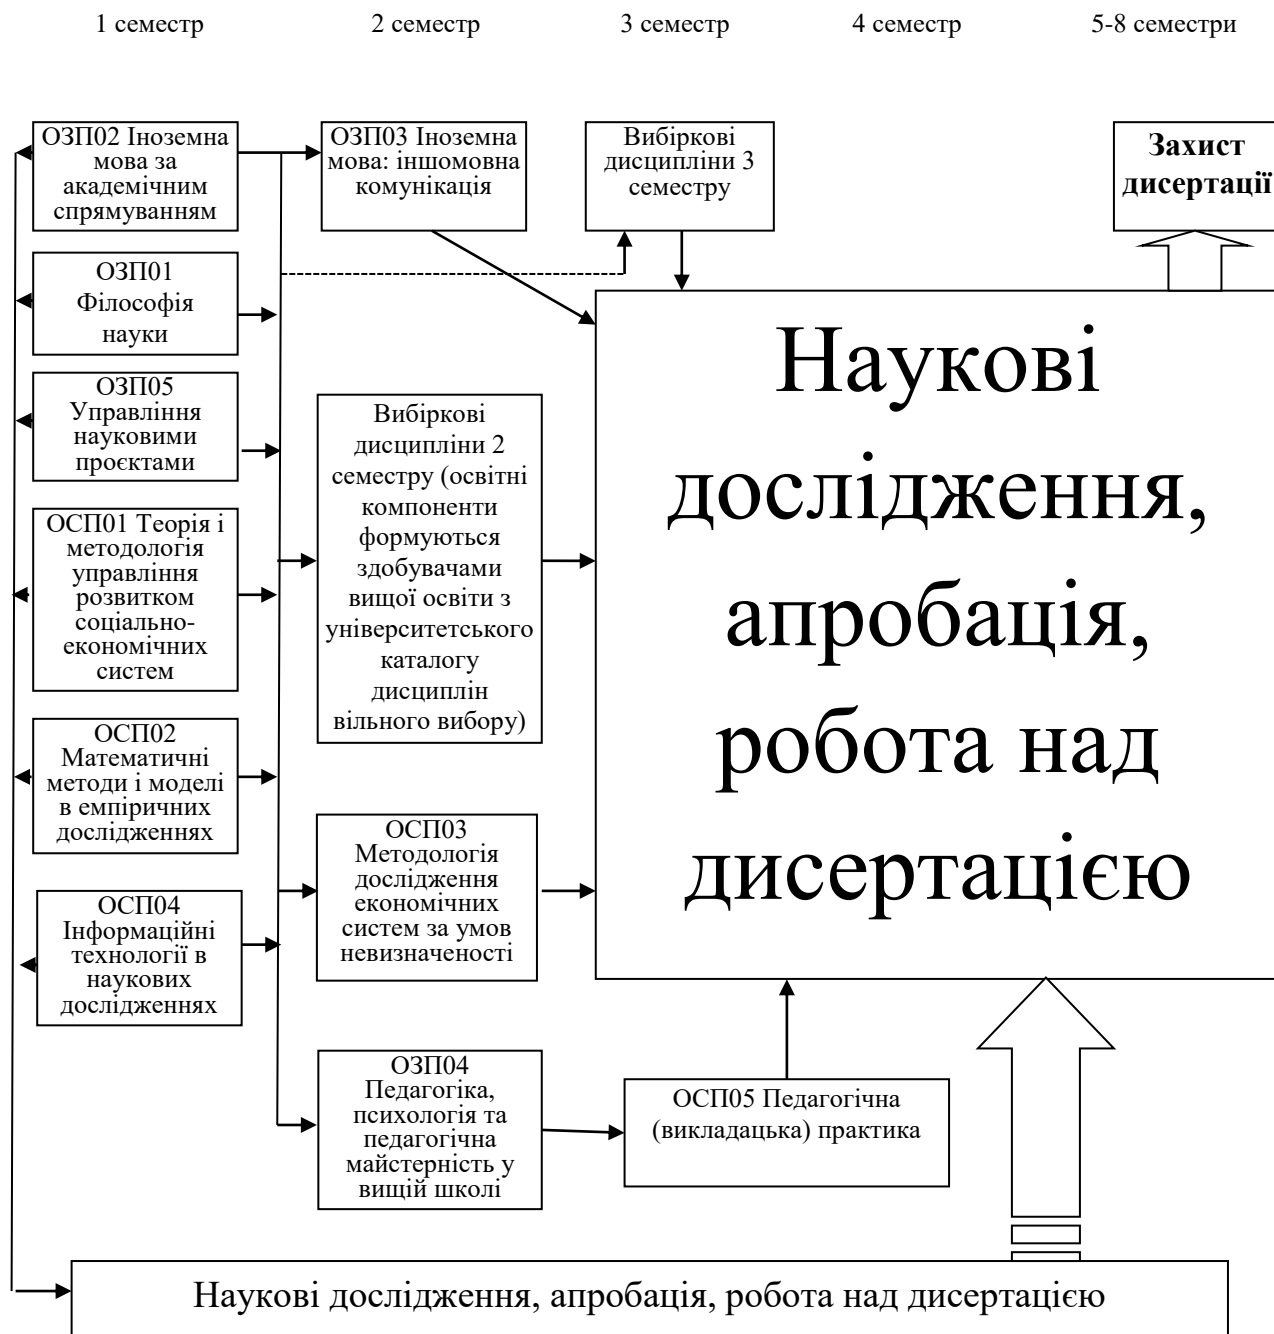 1 семестр
2 семестр
3 семестр
4 семестр
5-8 семестри
ОЗП02 Іноземна
мова за
академічним
спрямуванням
ОЗП03 Іноземна
мова: іншомовна
комунікація
Вибіркові
дисципліни 3
семестру
Захист
дисертації
ОЗП01
Філософія
науки
ОЗП05
Управління
науковими
проєктами
ОСП01 Теорія і
методологія
управління
розвитком
соціально-
економічних
систем
ОСП02
Математичні
методи і моделі
в емпіричних
дослідженнях
ОСП04
Інформаційні
технології в
наукових
дослідженнях
Вибіркові
дисципліни 2
семестру (освітні
компоненти
формуються
здобувачами
вищої освіти з
університетського
каталогу
дисциплін
вільного вибору)
ОСП03
Методологія
дослідження
економічних
систем за умов
невизначеності
ОЗП04
Педагогіка,
психологія та
педагогічна
майстерність у
вищій школі
ОСП05 Педагогічна
(викладацька) практика
Наукові
дослідження,
апробація,
робота над
дисертацією
Наукові дослідження, апробація, робота над дисертацією